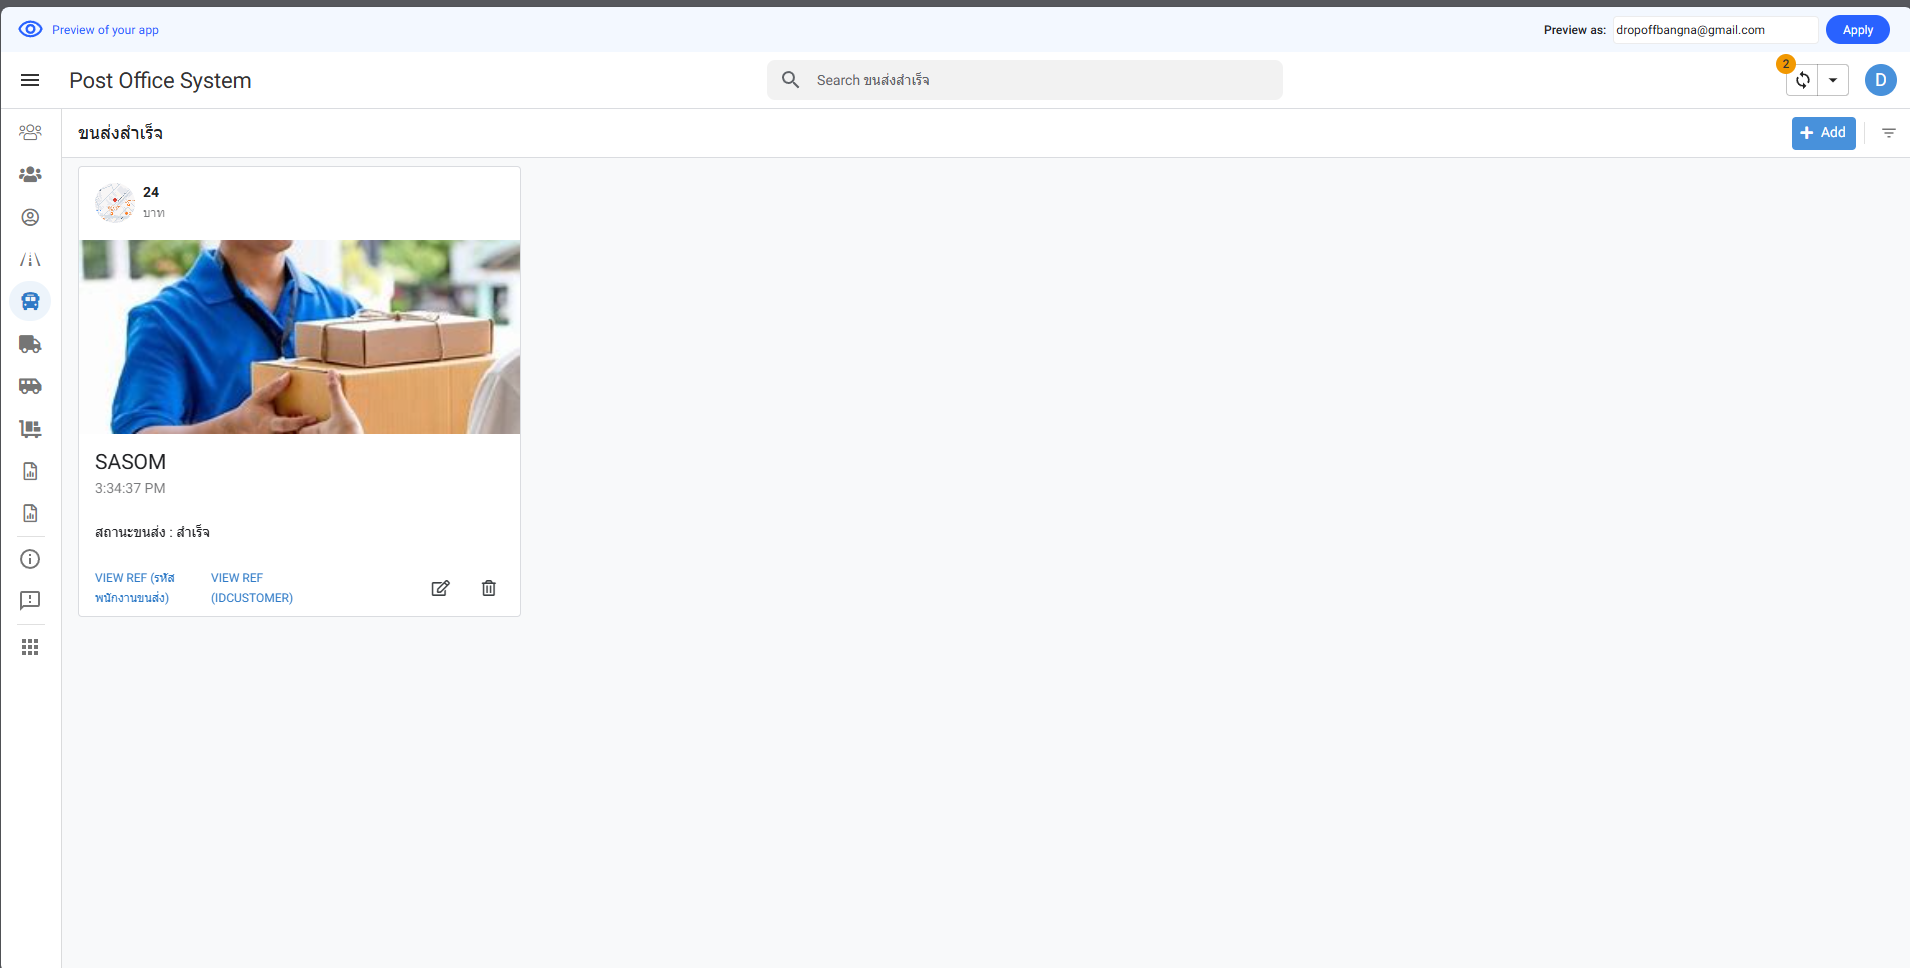 Preview of your app
Preview as: dropoffbangna@gmail.com Apply
Post Office System
Search ขนส่งสำเร็จ
2
D
ขนส่งสำเร็จ
Add
24
บาท
SASOM
3:34:37 PM
สถานะขนส่ง : สำเร็จ
VIEW REF (รหัส
พนักงานขนส่ง)
VIEW REF
(IDCUSTOMER)